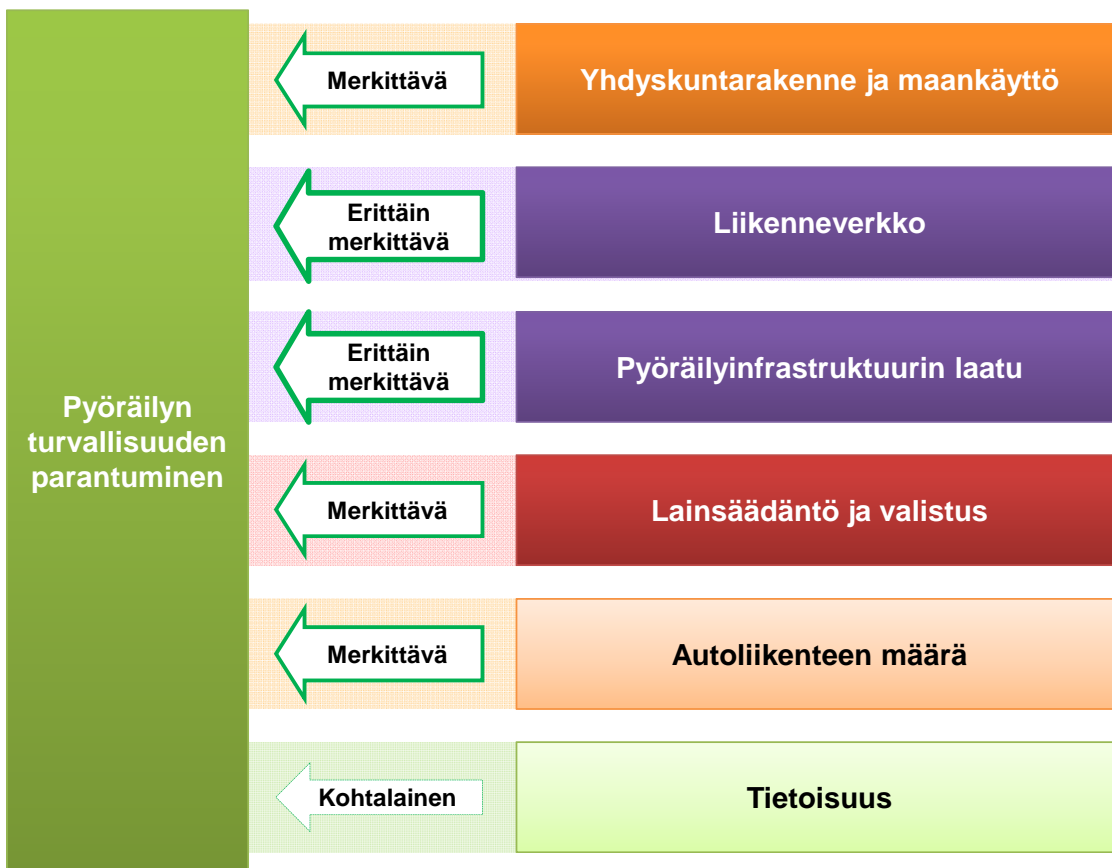 Pyöräilyn
turvallisuuden
parantuminen
Merkittävä
Yhdyskuntarakenne ja maankäyttö
Erittäin
merkittävä
Liikenneverkko
Erittäin
merkittävä
Pyöräilyinfrastruktuurin laatu
Merkittävä
Lainsäädäntö ja valistus
Merkittävä
Autoliikenteen määrä
Kohtalainen
Tietoisuus